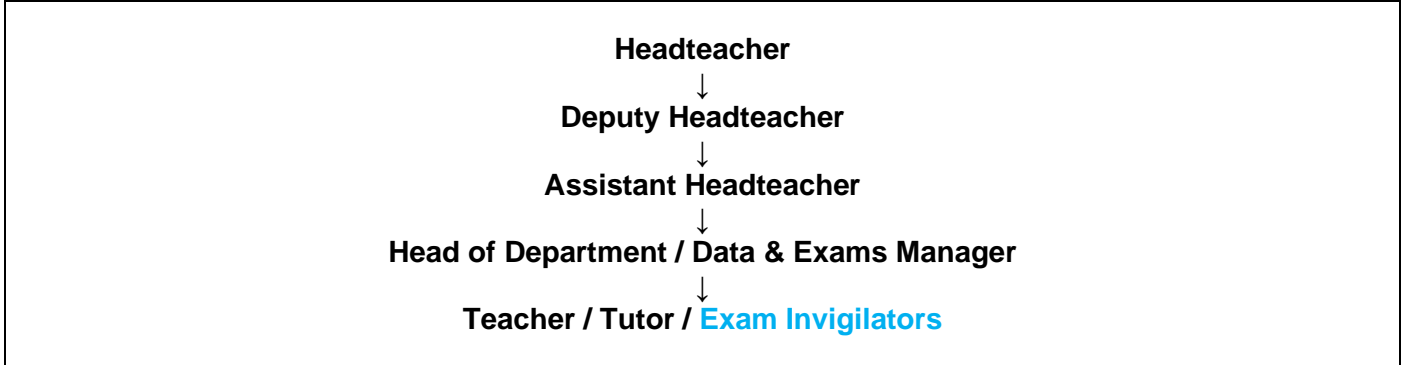 Headteacher
↓
Deputy Headteacher
↓
Assistant Headteacher
↓
Head of Department / Data & Exams Manager
↓
Teacher / Tutor / Exam Invigilators